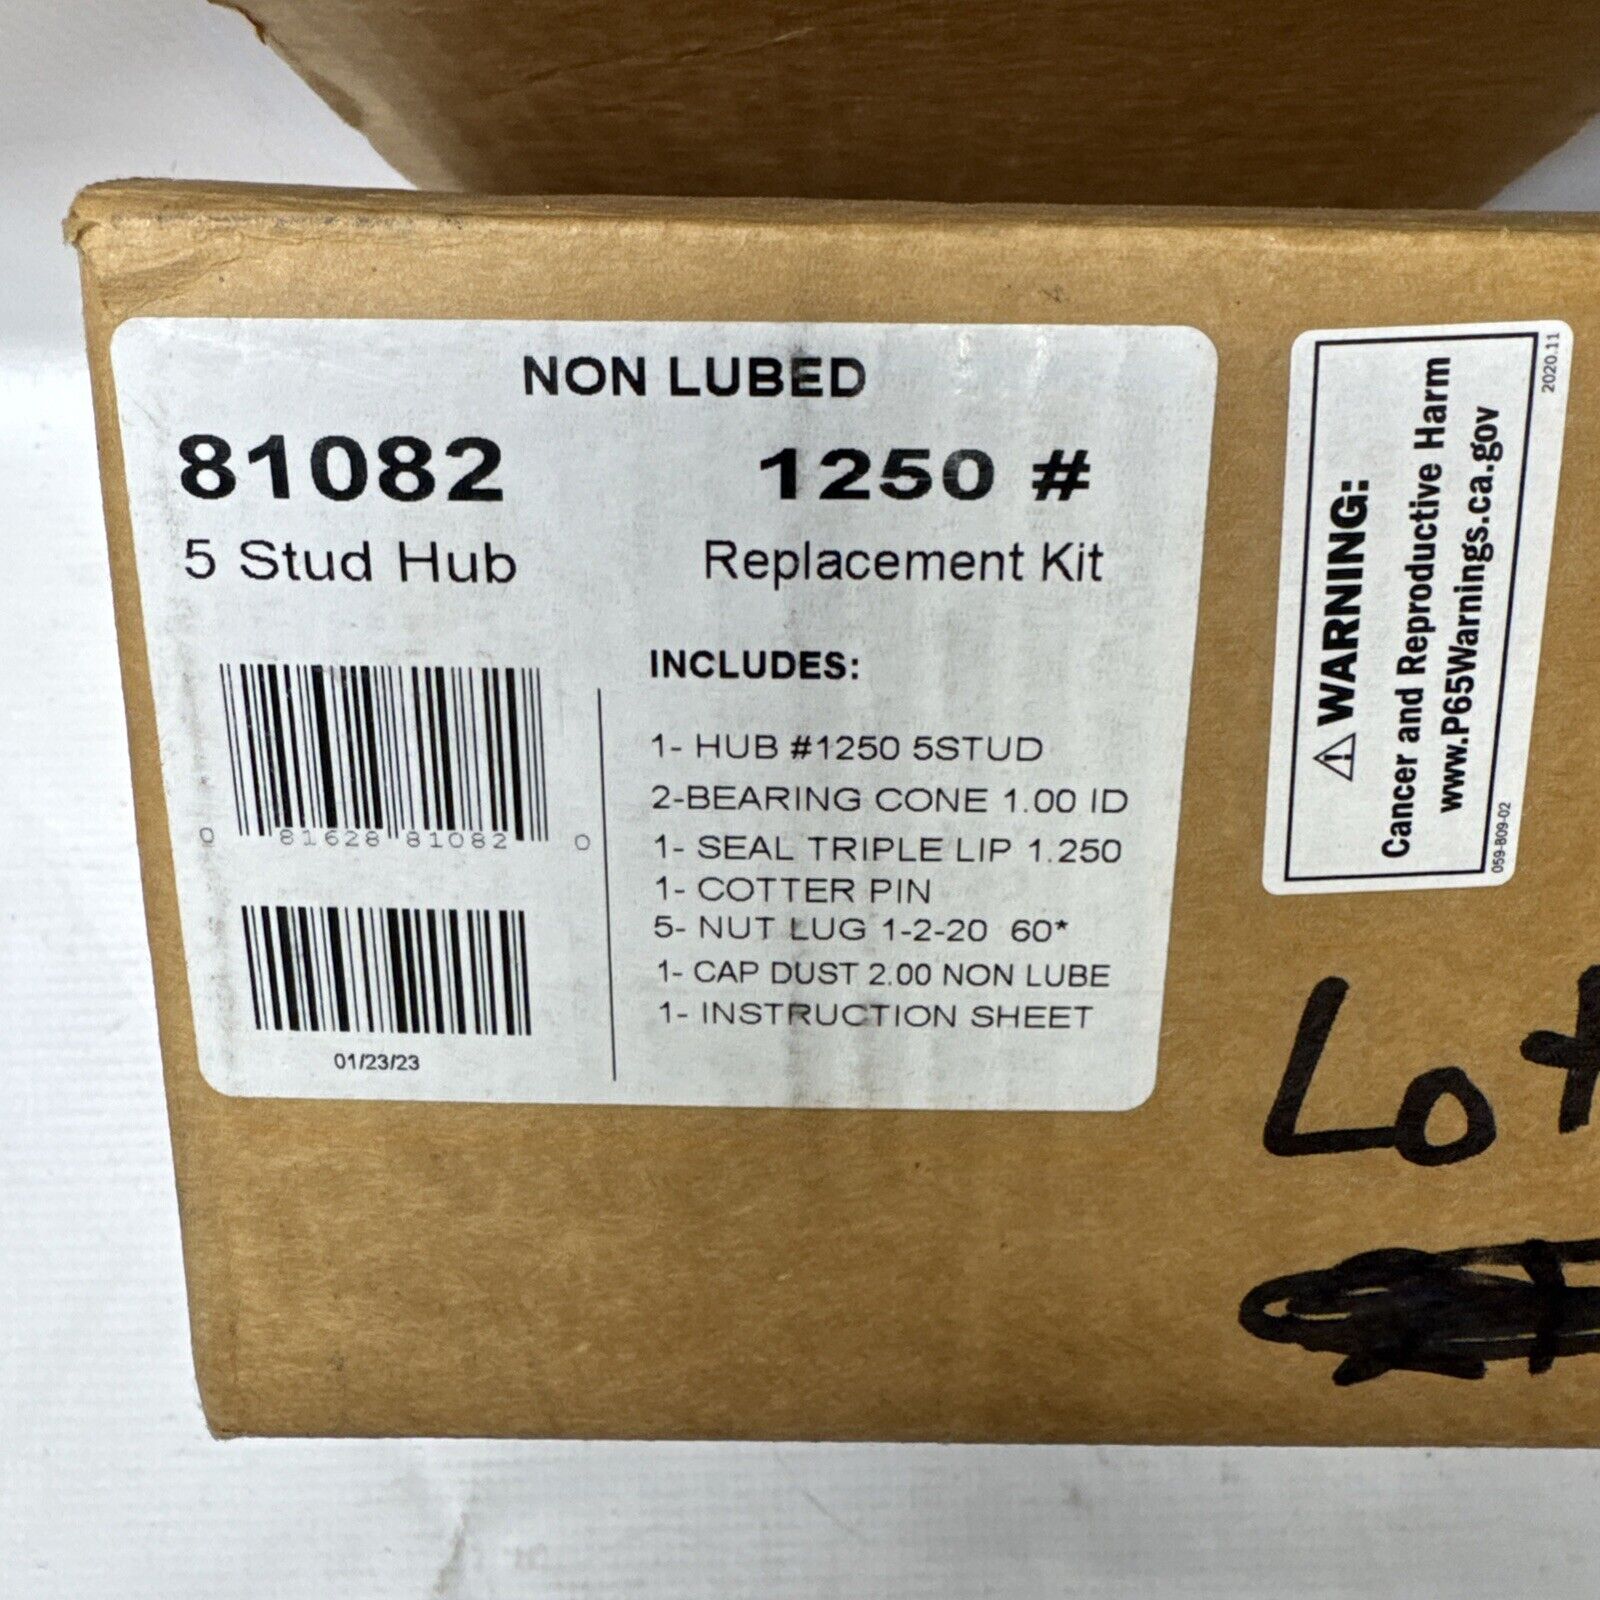 NON LUBED
81082
5 Stud Hub
1250 #
Replacement Kit
0 81628 81082 0
01/23/23
INCLUDES:
1- HUB #1250 5STUD
2-BEARING CONE 1.00 ID
1- SEAL TRIPLE LIP 1.250
1- COTTER PIN
5- NUT LUG 1-2-20 60*
1- CAP DUST 2.00 NON LUBE
1- INSTRUCTION SHEET
⚠WARNING:
Cancer and Reproductive Harm
www.P65Warnings.ca.gov
059-809-02
2020.11
Lot